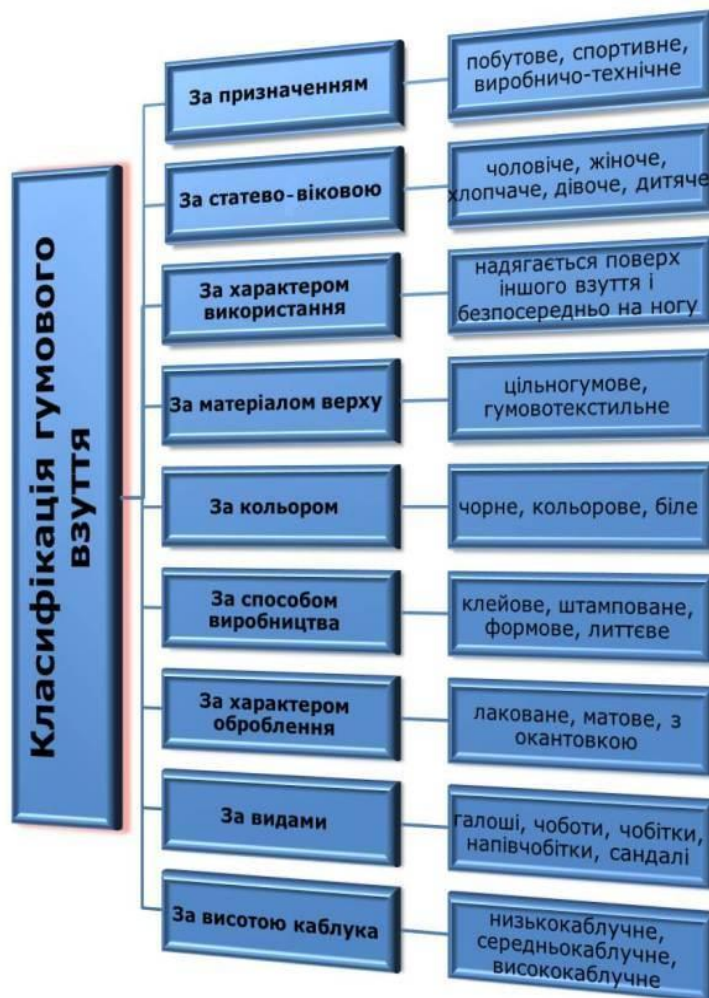 Класифікація гумового
взуття
За призначенням
побутове, спортивне,
виробничо-технічне
За статево-віковою
чоловіче, жіноче,
хлопчаче, дівоче, дитяче
За характером
використання
надягається поверх
іншого взуття і
безпосередньо на ногу
За матеріалом верху
цільногумове,
гумовотекстильне
За кольором
чорне, кольорове, біле
За способом
виробництва
клейове, штамповане,
формове, литтєве
За характером
оброблення
лаковане, матове, з
окантовкою
За видами
галоші, чоботи, чобітки,
напівчобітки, сандалі
За висотою каблука
низькокаблучне,
середньокаблучне,
висококаблучне